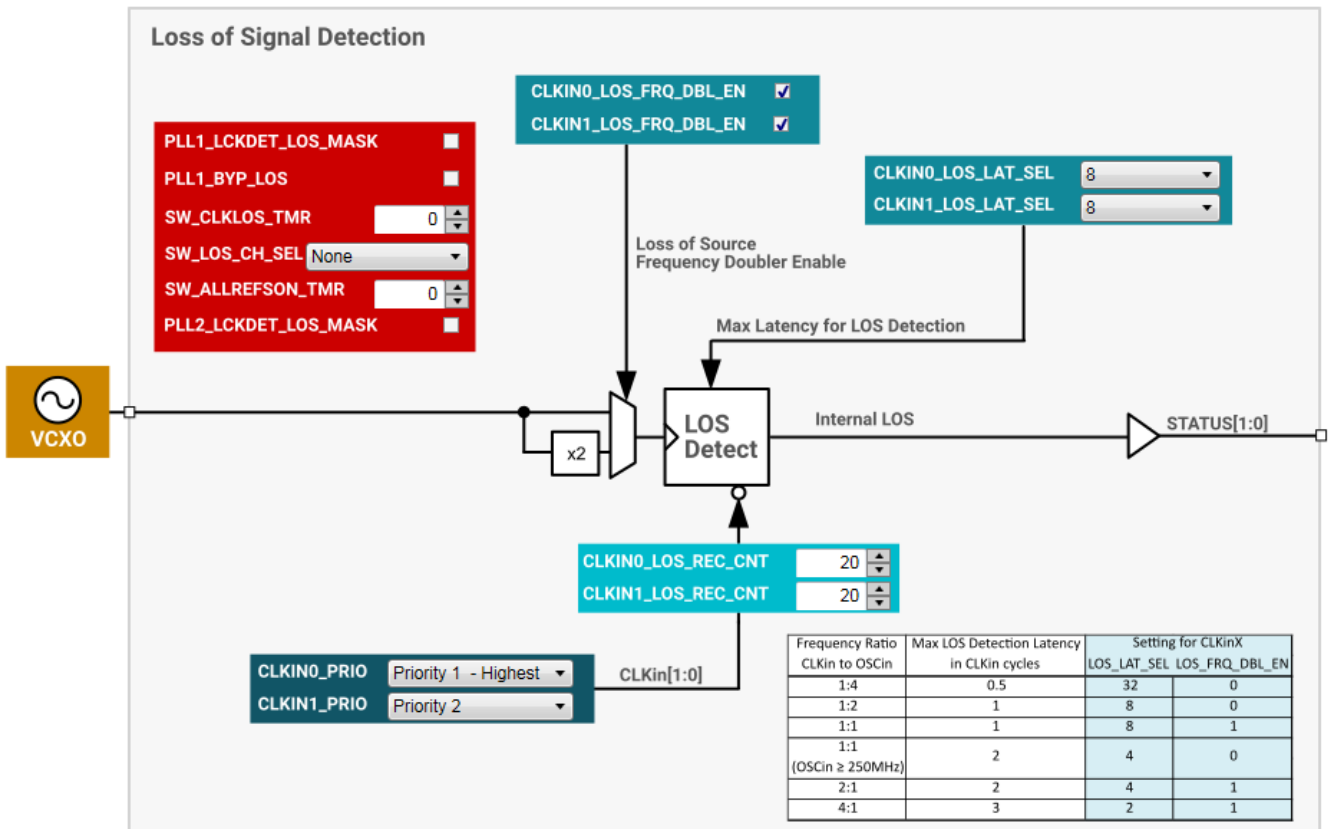 Loss of Signal Detection
CLKIN0_LOS_FRQ_DBL_EN
CLKIN1_LOS_FRQ_DBL_EN
PLL1_LCKDET_LOS_MASK
PLL1_BYP_LOS
SW_CLKLOS_TMR 0
SW_LOS_CH_SEL None
SW_ALLREFSON_TMR 0
PLL2_LCKDET_LOS_MASK
CLKIN0_LOS_LAT_SEL 8
CLKIN1_LOS_LAT_SEL 8
Loss of Source
Frequency Doubler Enable
Max Latency for LOS Detection
VCXO
x2
LOS
Detect
Internal LOS
STATUS[1:0]
CLKIN0_LOS_REC_CNT 20
CLKIN1_LOS_REC_CNT 20
CLKIN0_PRIO Priority 1 - Highest
CLKIN1_PRIO Priority 2
CLKin[1:0]
Frequency Ratio Max LOS Detection Latency Setting for CLKinX
CLKin to OSCin in CLKin cycles LOS_LAT_SEL LOS_FRQ_DBL_EN
1:4 0.5 32 0
1:2 1 8 0
1:1 1 8 1
1:1
(OSCin ≥ 250MHz) 2 4 0
2:1 2 4 1
4:1 3 2 1